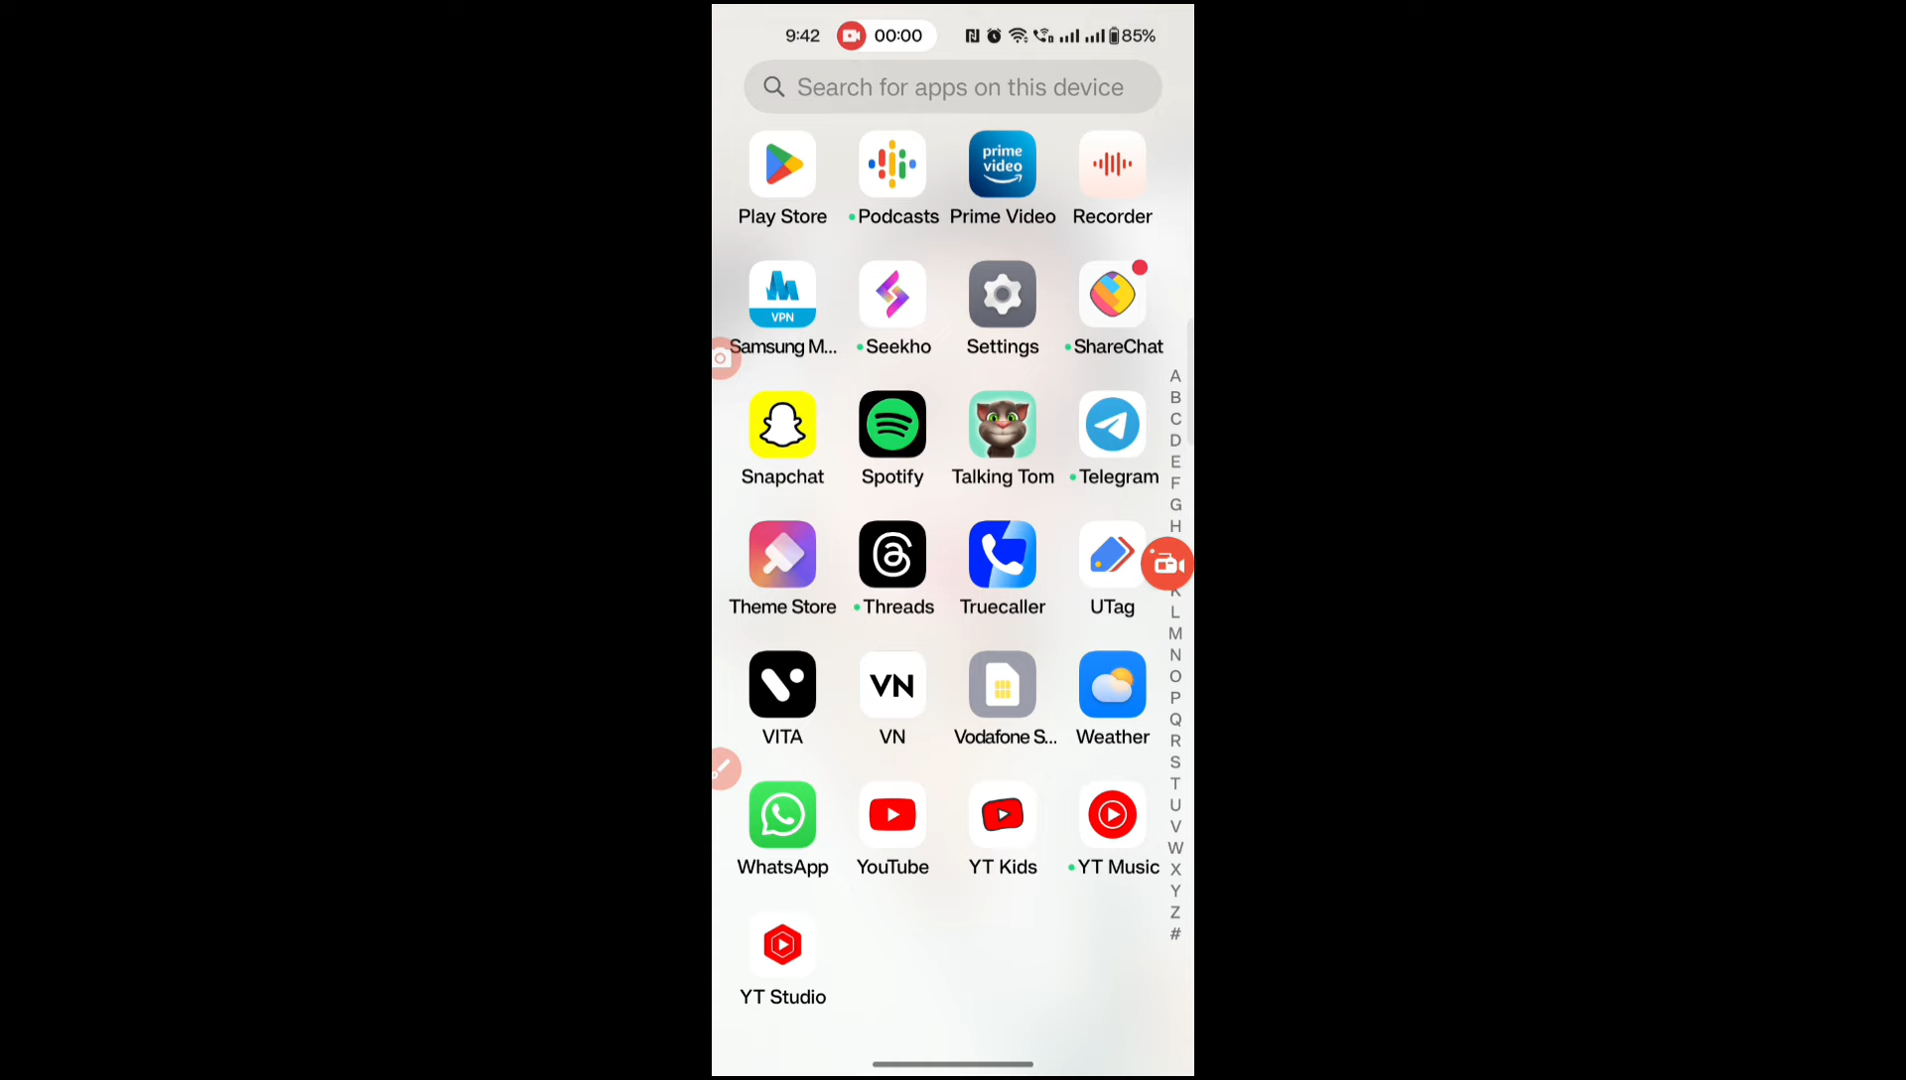 9:42 00:00 85%
Search for apps on this device
prime video
Play Store Podcasts Prime Video Recorder
VPN
Samsung M... Seekho Settings ShareChat
Snapchat Spotify Talking Tom Telegram
Theme Store Threads Truecaller UTag
VN
VITA VN Vodafone S... Weather
WhatsApp YouTube YT Kids YT Music
YT Studio
A
B
C
D
E
F
G
H
K
L
M
N
O
P
Q
R
S
T
U
V
W
X
Y
Z
#